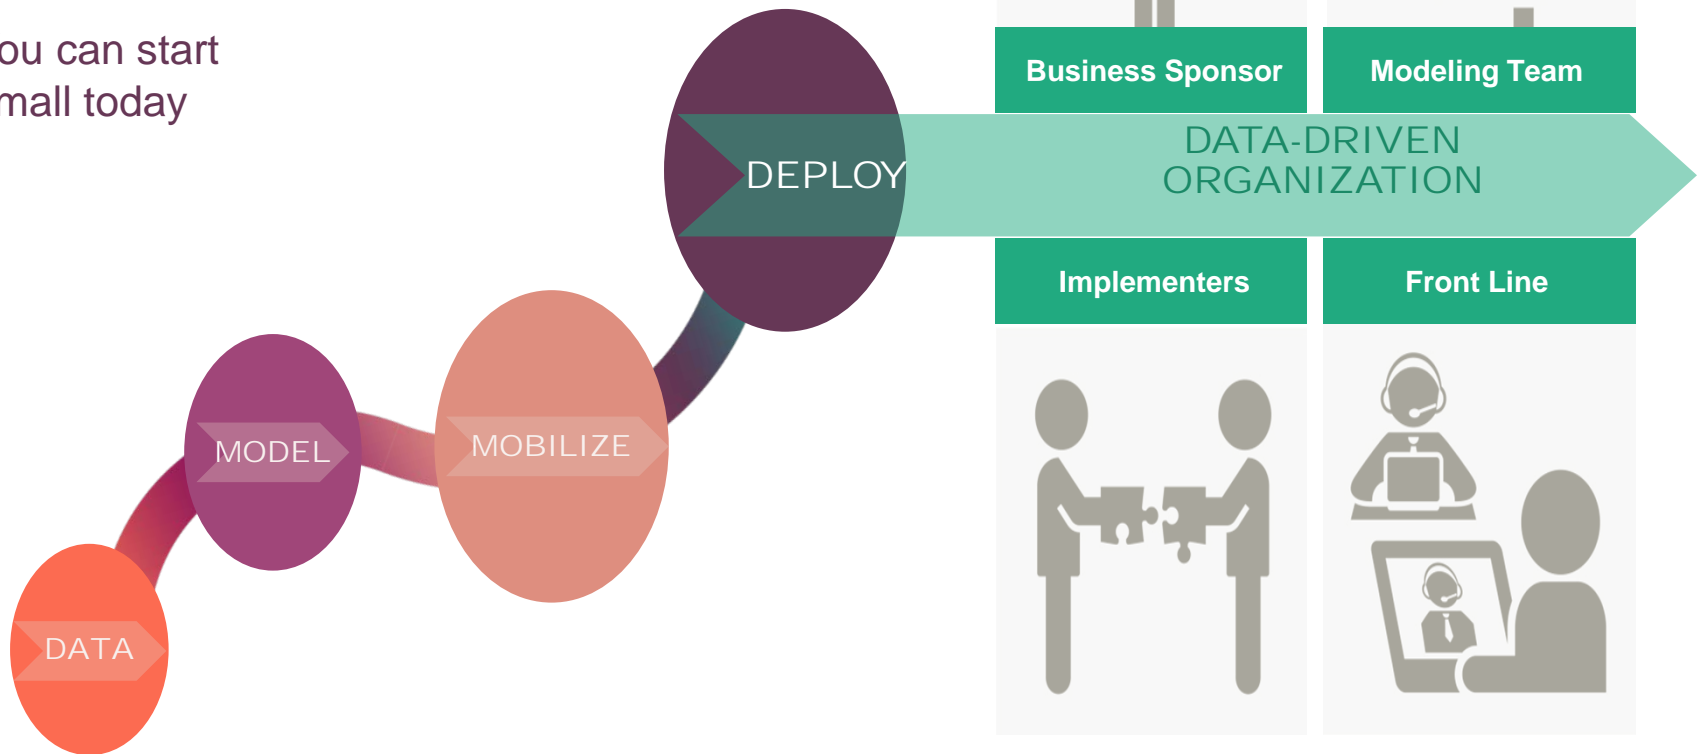 ou can start
mall today
Business Sponsor
Modeling Team
DATA-DRIVEN
ORGANIZATION
DEPLOY
Implementers
Front Line
MODEL
MOBILIZE
DATA